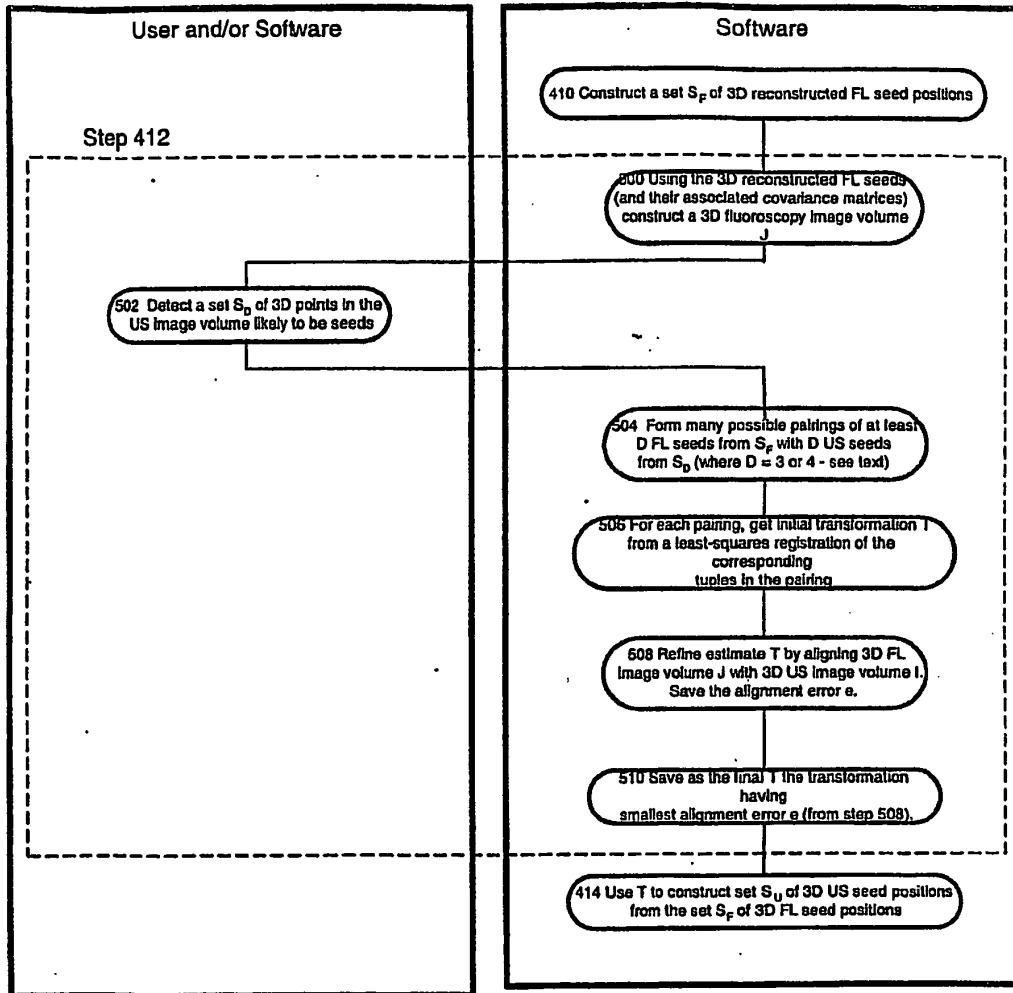 User and/or Software
Software
410 Construct a set S_F of 3D reconstructed FL seed positions
Step 412
500 Using the 3D reconstructed FL seeds
(and their associated covariance matrices)
construct a 3D fluoroscopy image volume
J
502 Detect a set S_D of 3D points in the
US image volume likely to be seeds
504 Form many possible pairings of at least
D FL seeds from S_F with D US seeds
from S_D (where D = 3 or 4 - see text)
506 For each pairing, get initial transformation T
from a least-squares registration of the
corresponding
tuples in the pairing
508 Refine estimate T by aligning 3D FL
image volume J with 3D US image volume I.
Save the alignment error e.
510 Save as the final T the transformation
having
smallest alignment error e (from step 508).
414 Use T to construct set S_U of 3D US seed positions
from the set S_F of 3D FL seed positions